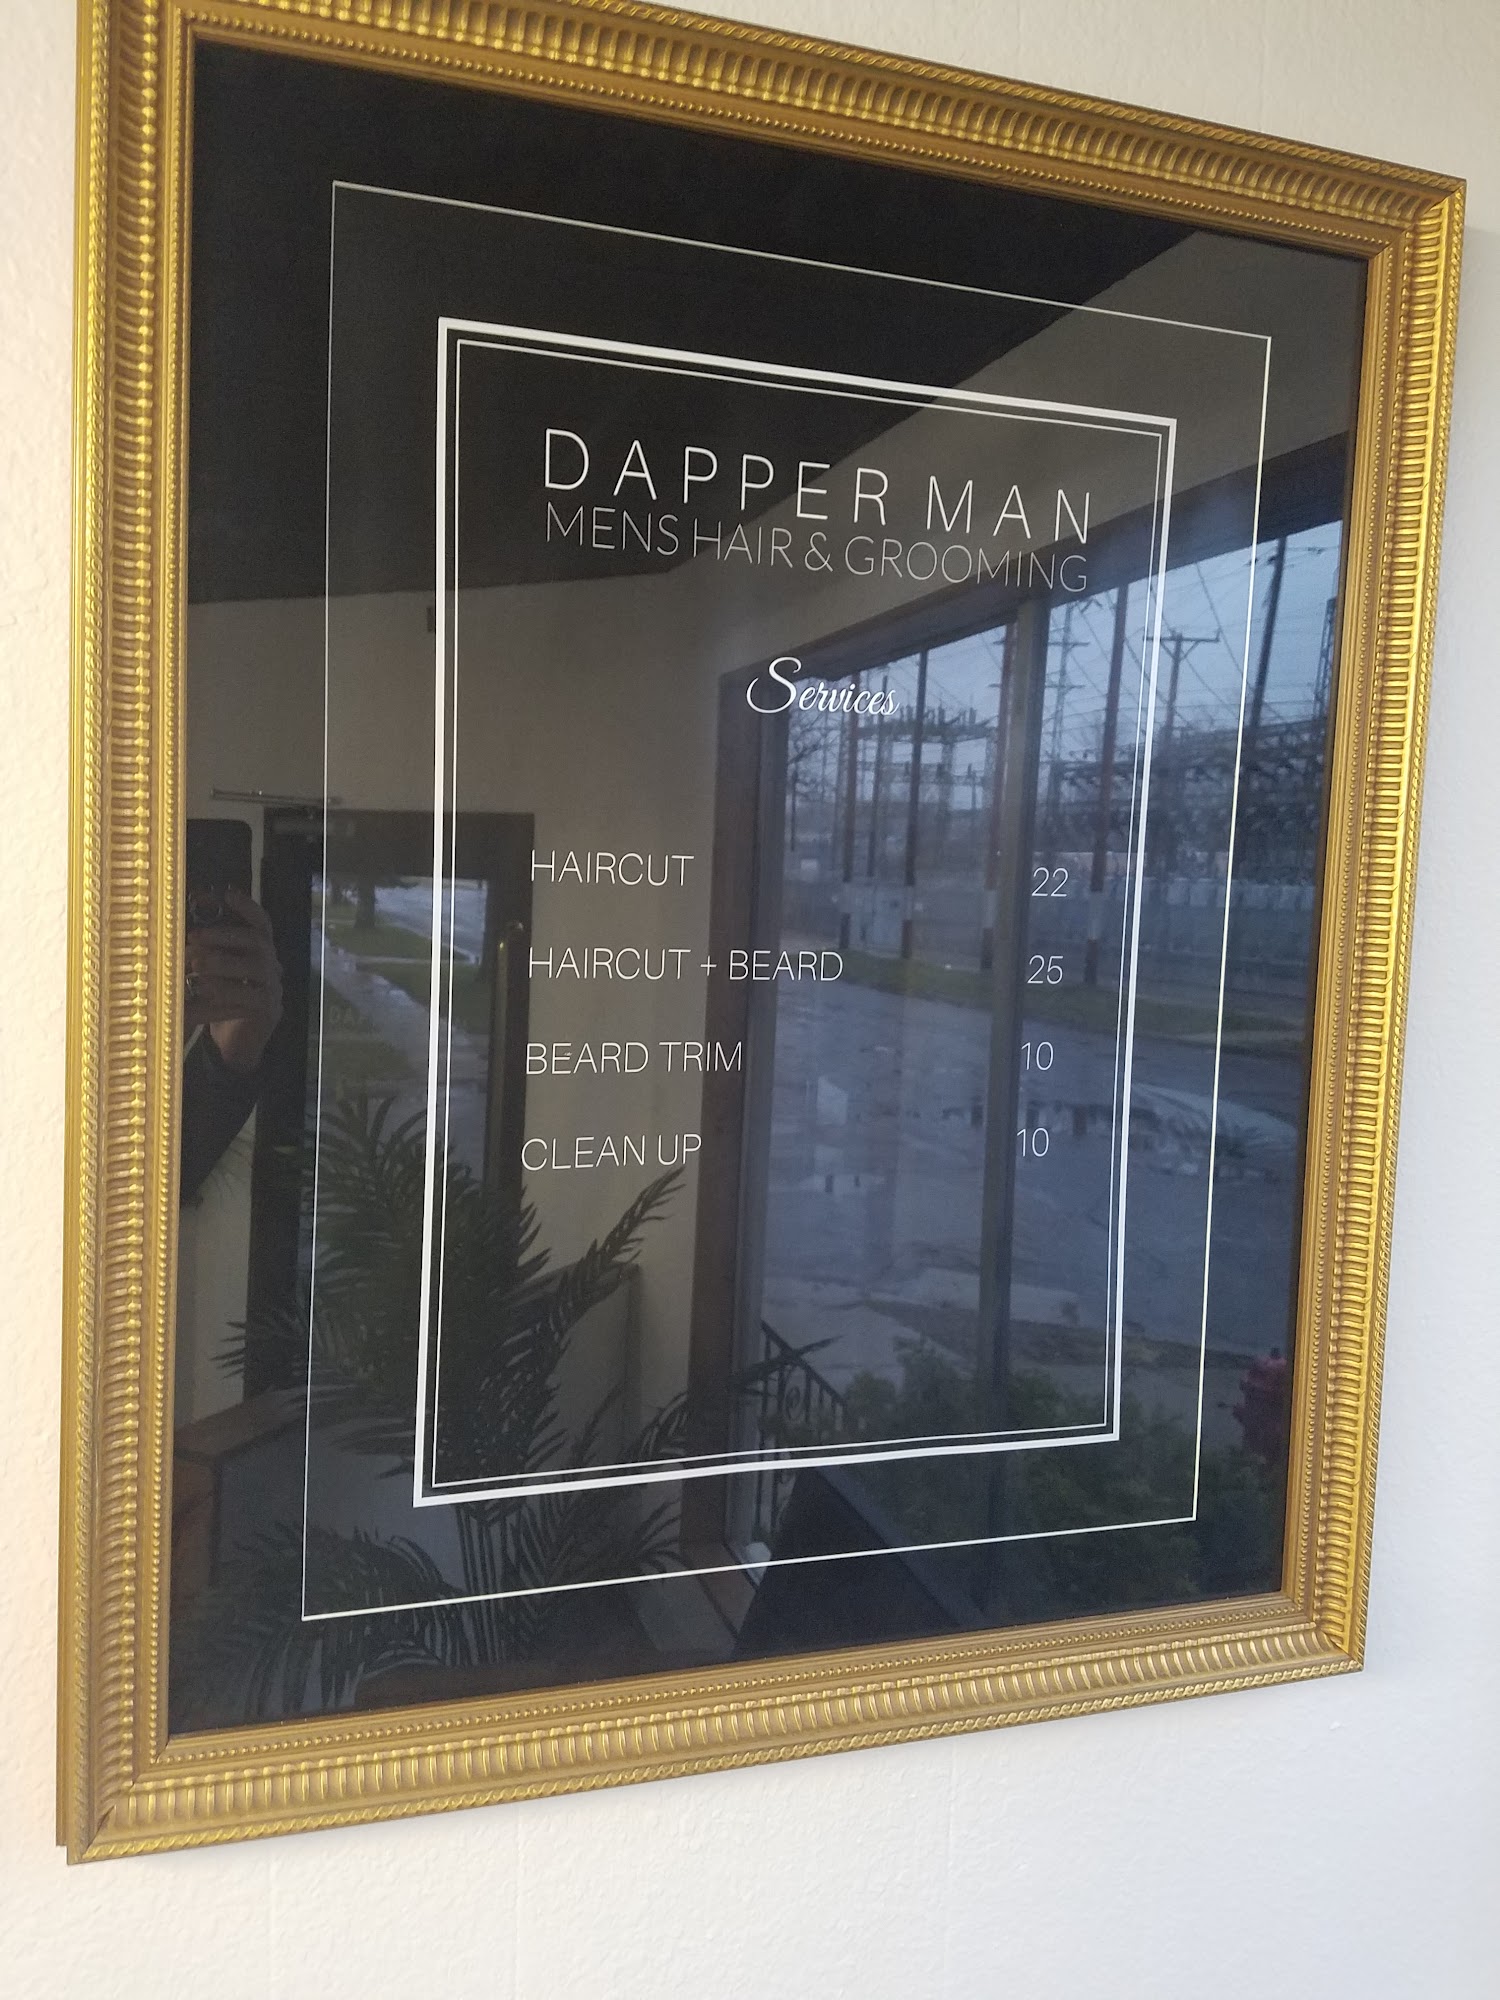 DAPPER MAN
MENS HAIR & GROOMING
Services
HAIRCUT 22
HAIRCUT + BEARD 25
BEARD TRIM 10
CLEAN UP 10